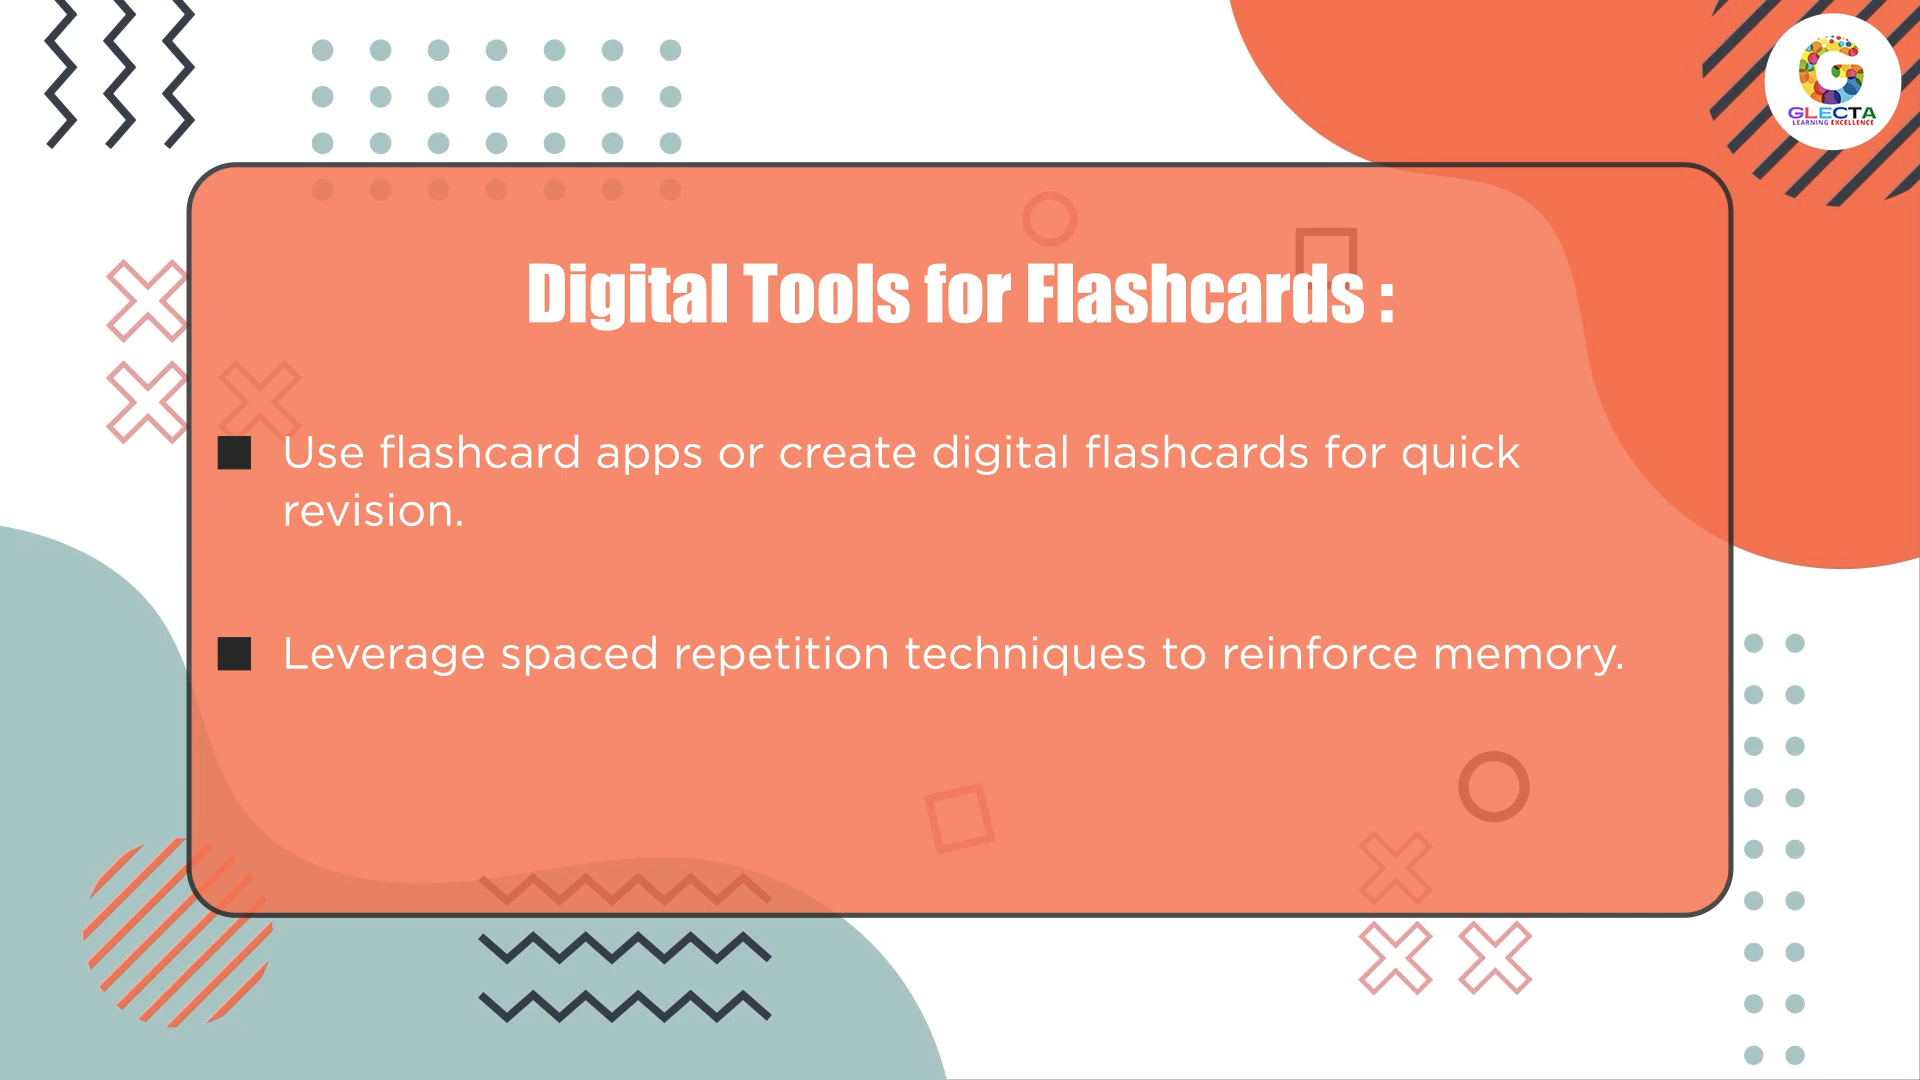 GLECTA
LEARNING EXCELLENCE
Digital Tools for Flashcards :
Use flashcard apps or create digital flashcards for quick
revision.
Leverage spaced repetition techniques to reinforce memory.